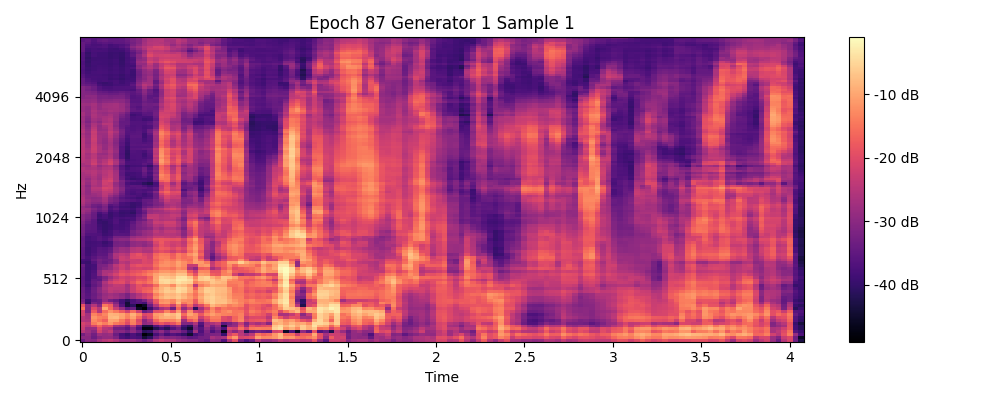 Epoch 87 Generator 1 Sample 1
Hz
4096
2048
1024
512
0
0 0.5 1 1.5 2 2.5 3 3.5 4
Time
-10 dB
-20 dB
-30 dB
-40 dB